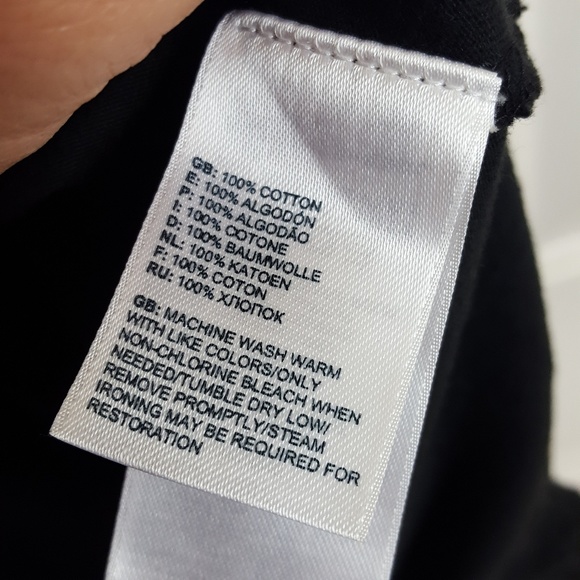 GB: 100% COTTON
E: 100% ALGODÓN
P: 100% ALGODÃO
I: 100% COTONE
D: 100% BAUMWOLLE
NL: 100% KATOEN
F: 100% COTON
RU: 100% ХЛОПОК
GB: MACHINE WASH WARM
WITH LIKE COLORS/ONLY
NON-CHLORINE BLEACH WHEN
NEEDED/TUMBLE DRY LOW/
REMOVE PROMPTLY/STEAM
IRONING MAY BE REQUIRED FOR
RESTORATION